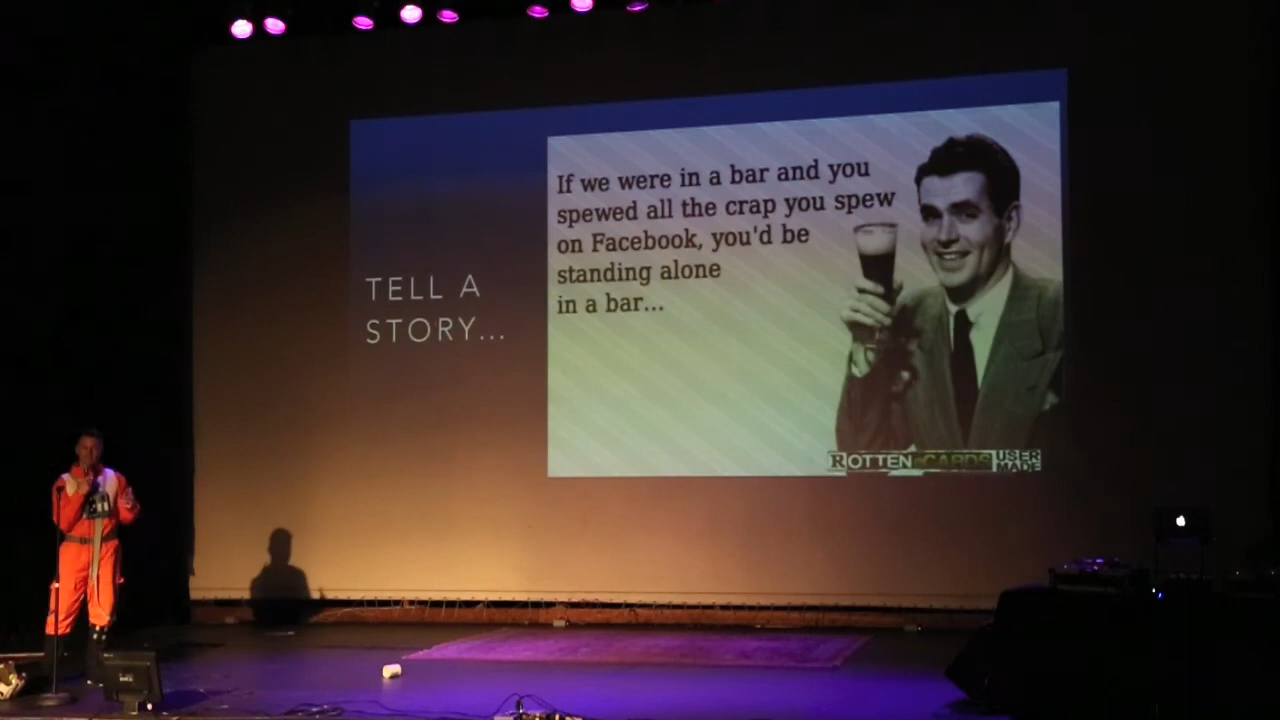 TELL A
STORY...
If we were in a bar and you
spewed all the crap you spew
on Facebook, you'd be
standing alone
in a bar...
ROTTENeCARDS USER
MADE